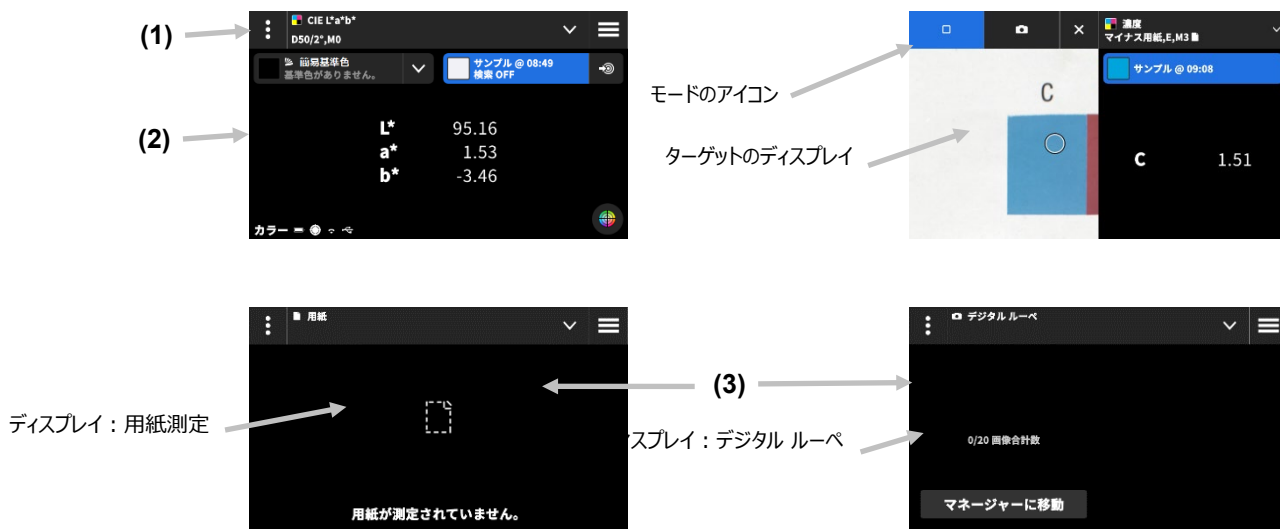 (1)
CIE L*a*b*
D50/2°,M0
簡易基準色
基準色がありません。
サンプル @ 08:49
検索 OFF
(2)
L* 95.16
a* 1.53
b* -3.46
カラー
モードのアイコン
ターゲットのディスプレイ
濃度
マイナス用紙,E,M3
サンプル @ 09:08
C
C 1.51
用紙
ディスプレイ：用紙測定
用紙が測定されていません。
(3)
スプレイ：デジタル ルーペ
デジタル ルーペ
0/20 画像合計数
マネージャーに移動